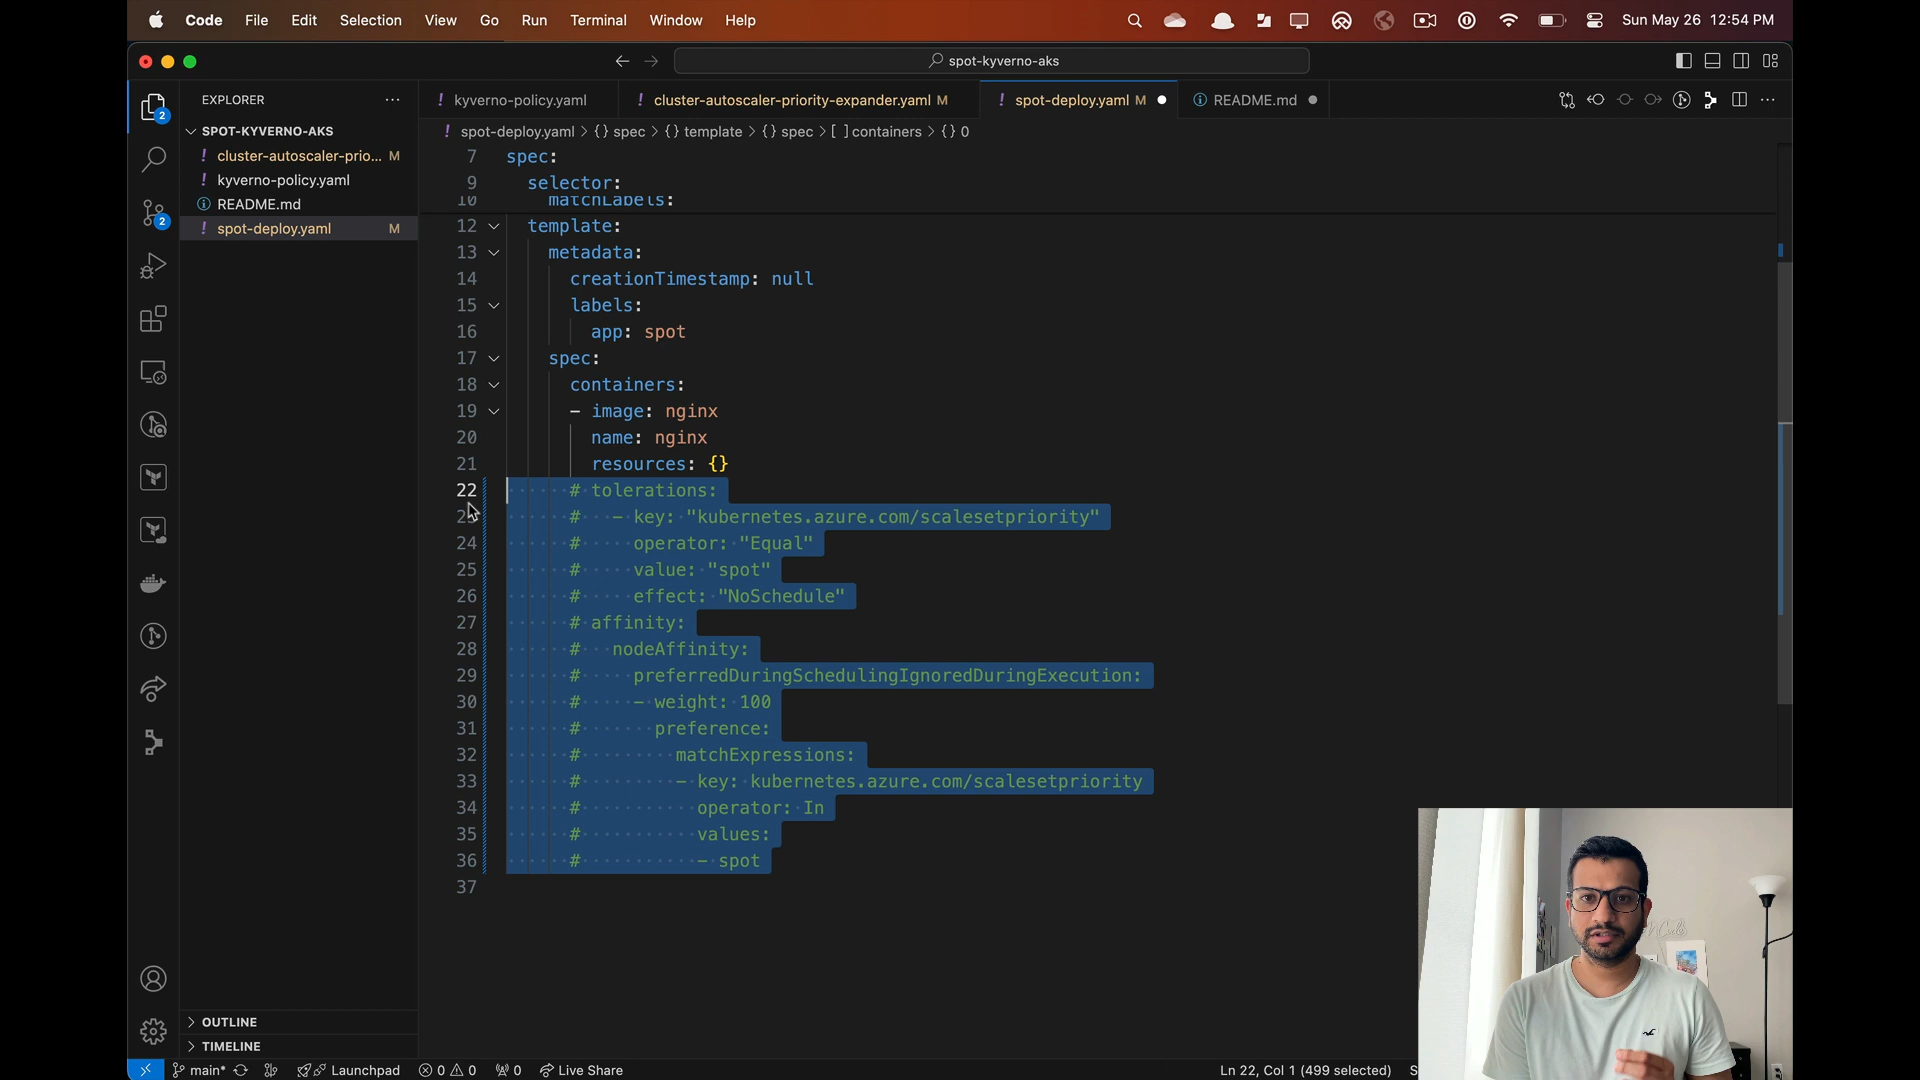 Code File Edit Selection View Go Run Terminal Window Help
Sun May 26 12:54 PM
spot-kyverno-aks
EXPLORER
SPOT-KYVERNO-AKS
! cluster-autoscaler-prio... M
! kyverno-policy.yaml
README.md
! spot-deploy.yaml M
2
2
OUTLINE
TIMELINE
! kyverno-policy.yaml
! cluster-autoscaler-priority-expander.yaml M
! spot-deploy.yaml M
README.md
! spot-deploy.yaml > {} spec > {} template > {} spec > [ ] containers > {} 0
7 spec:
9 selector:
10 matchLabels:
12 template:
13 metadata:
14 creationTimestamp: null
15 labels:
16 app: spot
17 spec:
18 containers:
19 - image: nginx
20 name: nginx
21 resources: {}
22 # tolerations:
23 # - key: "kubernetes.azure.com/scalesetpriority"
24 # operator: "Equal"
25 # value: "spot"
26 # effect: "NoSchedule"
27 # affinity:
28 # nodeAffinity:
29 # preferredDuringSchedulingIgnoredDuringExecution:
30 # - weight: 100
31 # preference:
32 # matchExpressions:
33 # - key: kubernetes.azure.com/scalesetpriority
34 # operator: In
35 # values:
36 # - spot
37
main* Launchpad 0 0 0 Live Share
Ln 22, Col 1 (499 selected) S